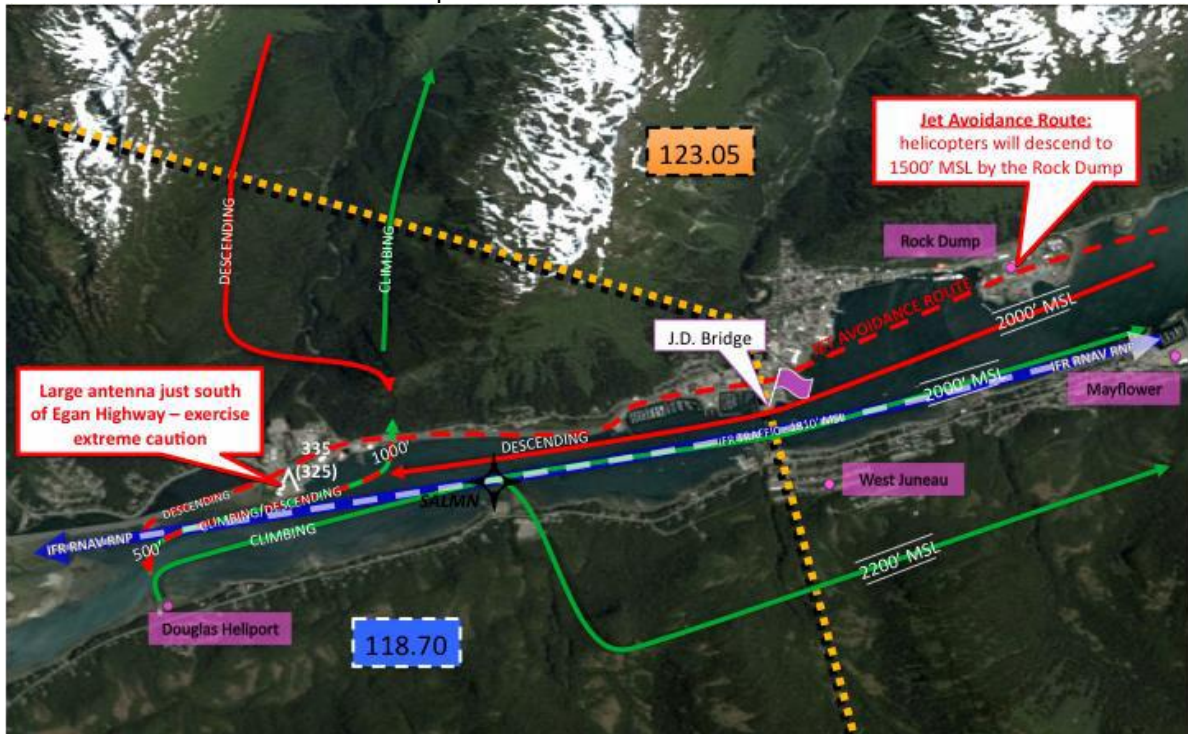 123.05
Jet Avoidance Route:
helicopters will descend to
1500' MSL by the Rock Dump
DESCENDING
CLIMBING
Rock Dump
JET AVOIDANCE ROUTE
2000' MSL
J.D. Bridge
2000' MSL
IFR RNAV RNP
Mayflower
Large antenna just south
of Egan Highway – exercise
extreme caution
335
(325)
1000'
DESCENDING
IFR TRAFFIC
MSL
West Juneau
DESCENDING
CLIMBING/DESCENDING
SALMN
IFR RNAV RNP
500'
CLIMBING
2200' MSL
Douglas Heliport
118.70